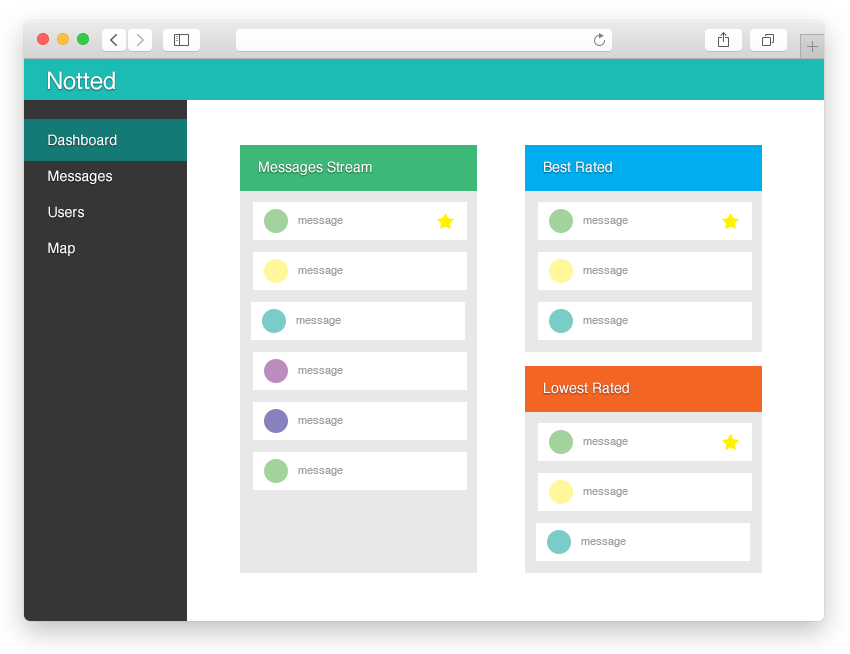 Notted
Dashboard
Messages
Users
Map
Messages Stream
message
message
message
message
message
message
Best Rated
message
message
message
Lowest Rated
message
message
message